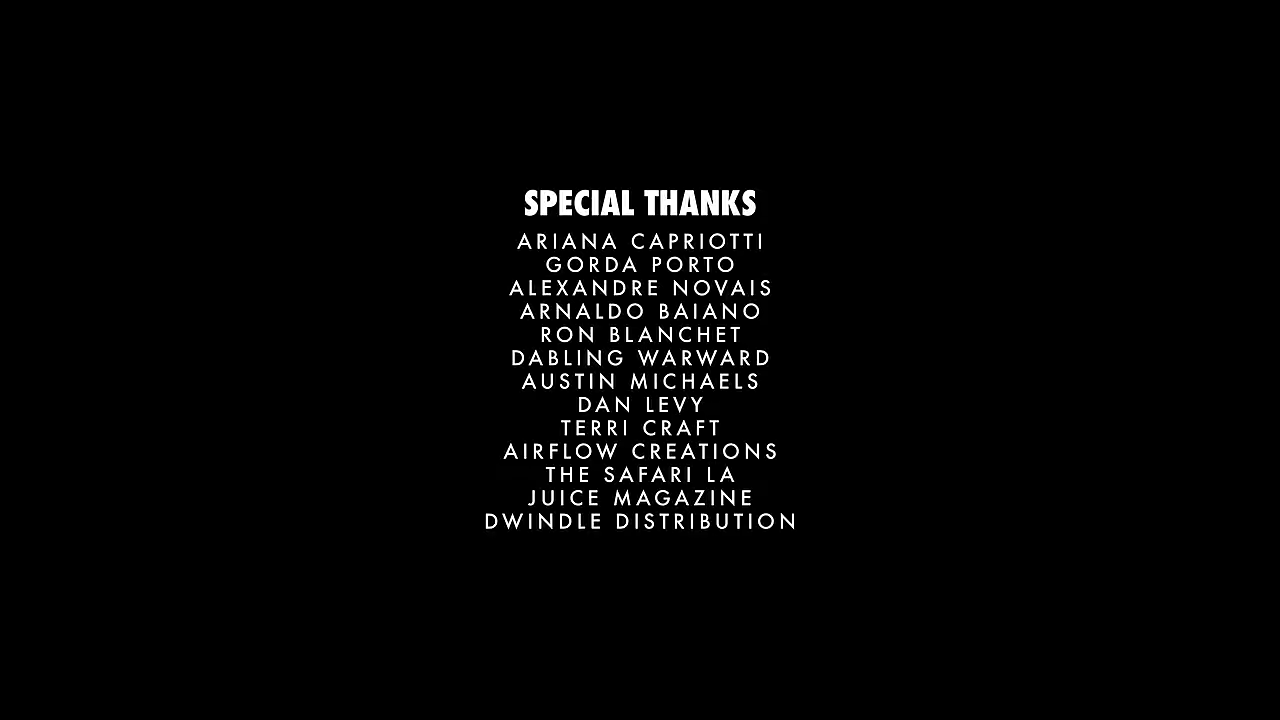 SPECIAL THANKS
ARIANA CAPRIOTTI
GORDA PORTO
ALEXANDRE NOVAIS
ARNALDO BAIANO
RON BLANCHET
DABLING WARWARD
AUSTIN MICHAELS
DAN LEVY
TERRI CRAFT
AIRFLOW CREATIONS
THE SAFARI LA
JUICE MAGAZINE
DWINDLE DISTRIBUTION